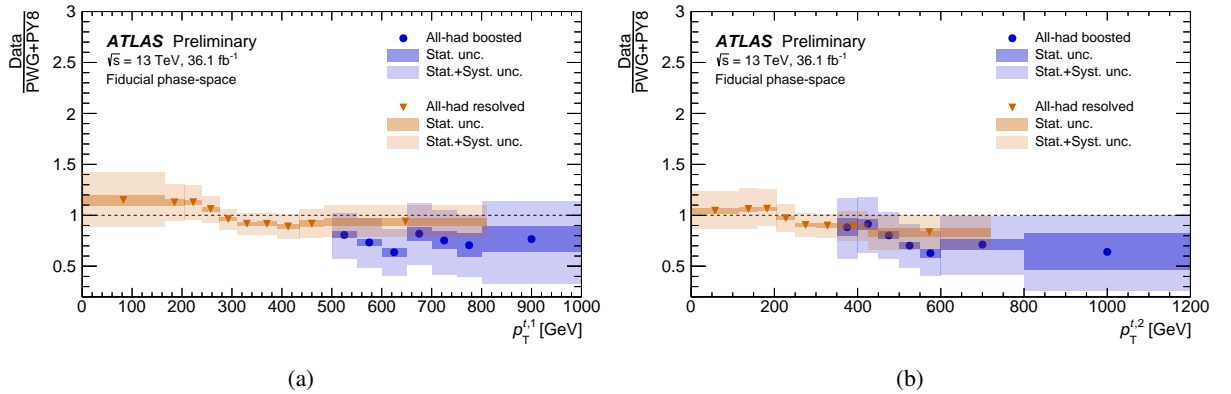 Data
PWG+PY8
3
2.5
2
1.5
1
0.5
ATLAS Preliminary
√s = 13 TeV, 36.1 fb⁻¹
Fiducial phase-space
All-had boosted
Stat. unc.
Stat.+Syst. unc.
All-had resolved
Stat. unc.
Stat.+Syst. unc.
0 100 200 300 400 500 600 700 800 900 1000
p_T^{t,1} [GeV]
(a)
Data
PWG+PY8
3
2.5
2
1.5
1
0.5
ATLAS Preliminary
√s = 13 TeV, 36.1 fb⁻¹
Fiducial phase-space
All-had boosted
Stat. unc.
Stat.+Syst. unc.
All-had resolved
Stat. unc.
Stat.+Syst. unc.
0 200 400 600 800 1000 1200
p_T^{t,2} [GeV]
(b)